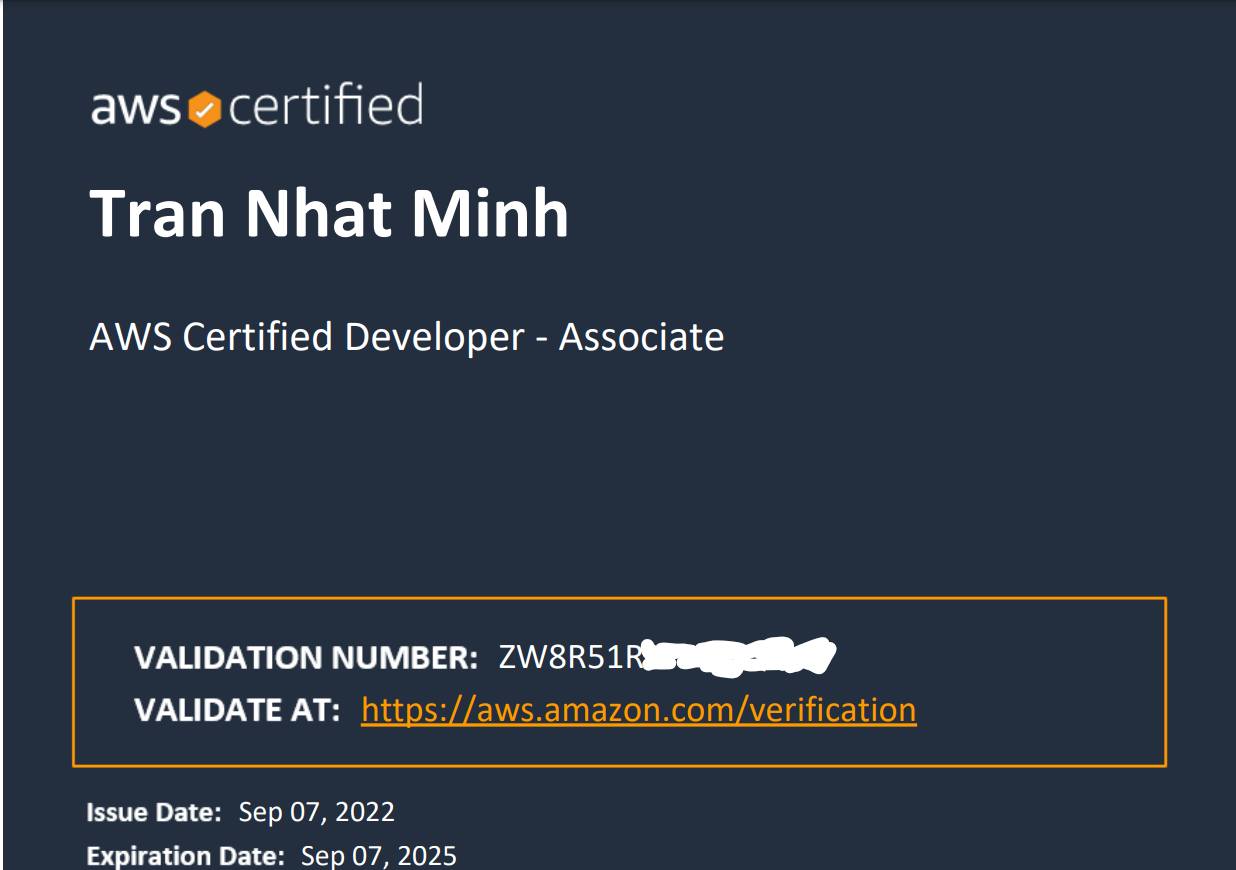 aws certified
Tran Nhat Minh
AWS Certified Developer - Associate
VALIDATION NUMBER: ZW8R51R
VALIDATE AT: https://aws.amazon.com/verification
Issue Date: Sep 07, 2022
Expiration Date: Sep 07, 2025